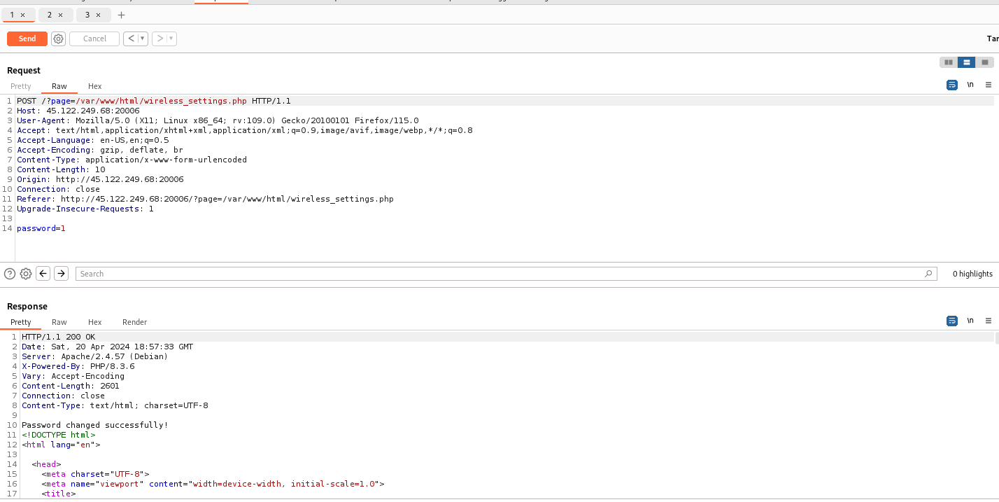 1 × 2 × 3 × +
Send Cancel < > Tar
Request
Pretty Raw Hex \n
1 POST /?page=/var/www/html/wireless_settings.php HTTP/1.1
2 Host: 45.122.249.68:20006
3 User-Agent: Mozilla/5.0 (X11; Linux x86_64; rv:109.0) Gecko/20100101 Firefox/115.0
4 Accept: text/html,application/xhtml+xml,application/xml;q=0.9,image/avif,image/webp,*/*;q=0.8
5 Accept-Language: en-US,en;q=0.5
6 Accept-Encoding: gzip, deflate, br
7 Content-Type: application/x-www-form-urlencoded
8 Content-Length: 10
9 Origin: http://45.122.249.68:20006
10 Connection: close
11 Referer: http://45.122.249.68:20006/?page=/var/www/html/wireless_settings.php
12 Upgrade-Insecure-Requests: 1
13
14 password=1
Search 0 highlights
Response
Pretty Raw Hex Render \n
1 HTTP/1.1 200 OK
2 Date: Sat, 20 Apr 2024 18:57:33 GMT
3 Server: Apache/2.4.57 (Debian)
4 X-Powered-By: PHP/8.3.6
5 Vary: Accept-Encoding
6 Content-Length: 2601
7 Connection: close
8 Content-Type: text/html; charset=UTF-8
9
10 Password changed successfully!
11 <!DOCTYPE html>
12 <html lang="en">
13
14 <head>
15 <meta charset="UTF-8">
16 <meta name="viewport" content="width=device-width, initial-scale=1.0">
17 <title>